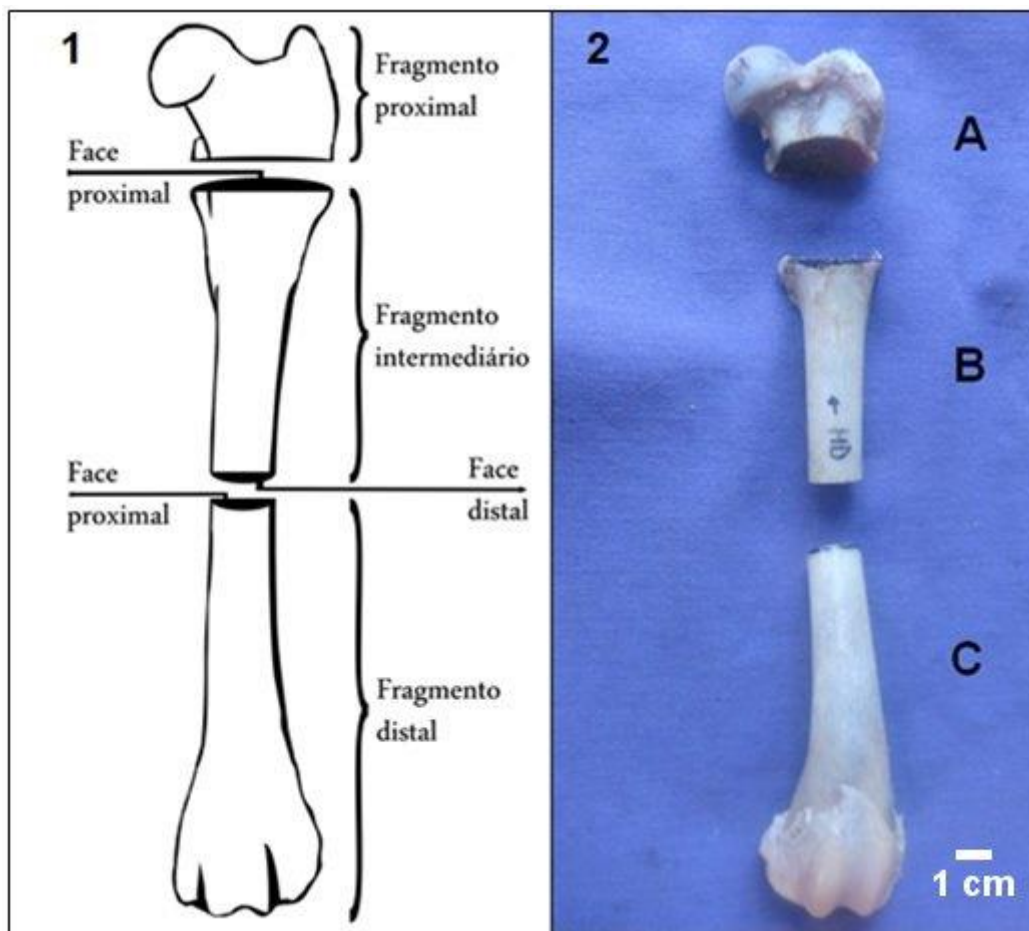 1
Fragmento
proximal
Face
proximal
Fragmento
intermediário
Face
proximal
Face
distal
Fragmento
distal
2
A
B
C
1 cm